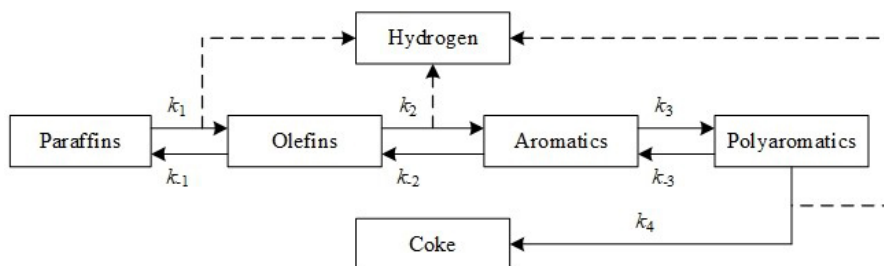 Hydrogen
k1 k2 k3
Paraffins Olefins Aromatics Polyaromatics
k-1 k-2 k-3
k4
Coke